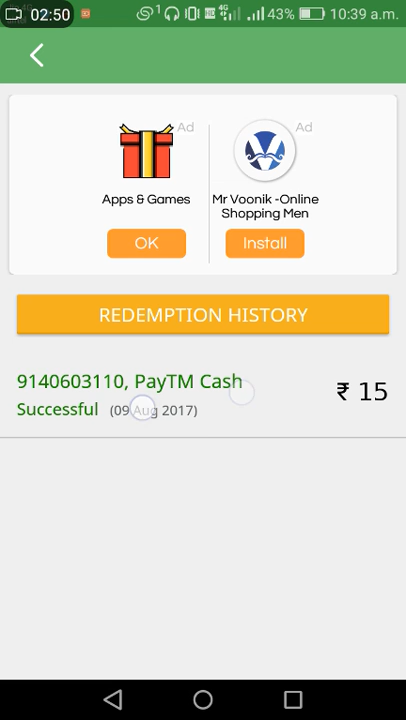 02:50
4G
43%
10:39 a.m.
Ad
Ad
Apps & Games
Mr Voonik -Online
Shopping Men
OK
Install
REDEMPTION HISTORY
9140603110, PayTM Cash
₹ 15
Successful (09 Aug 2017)